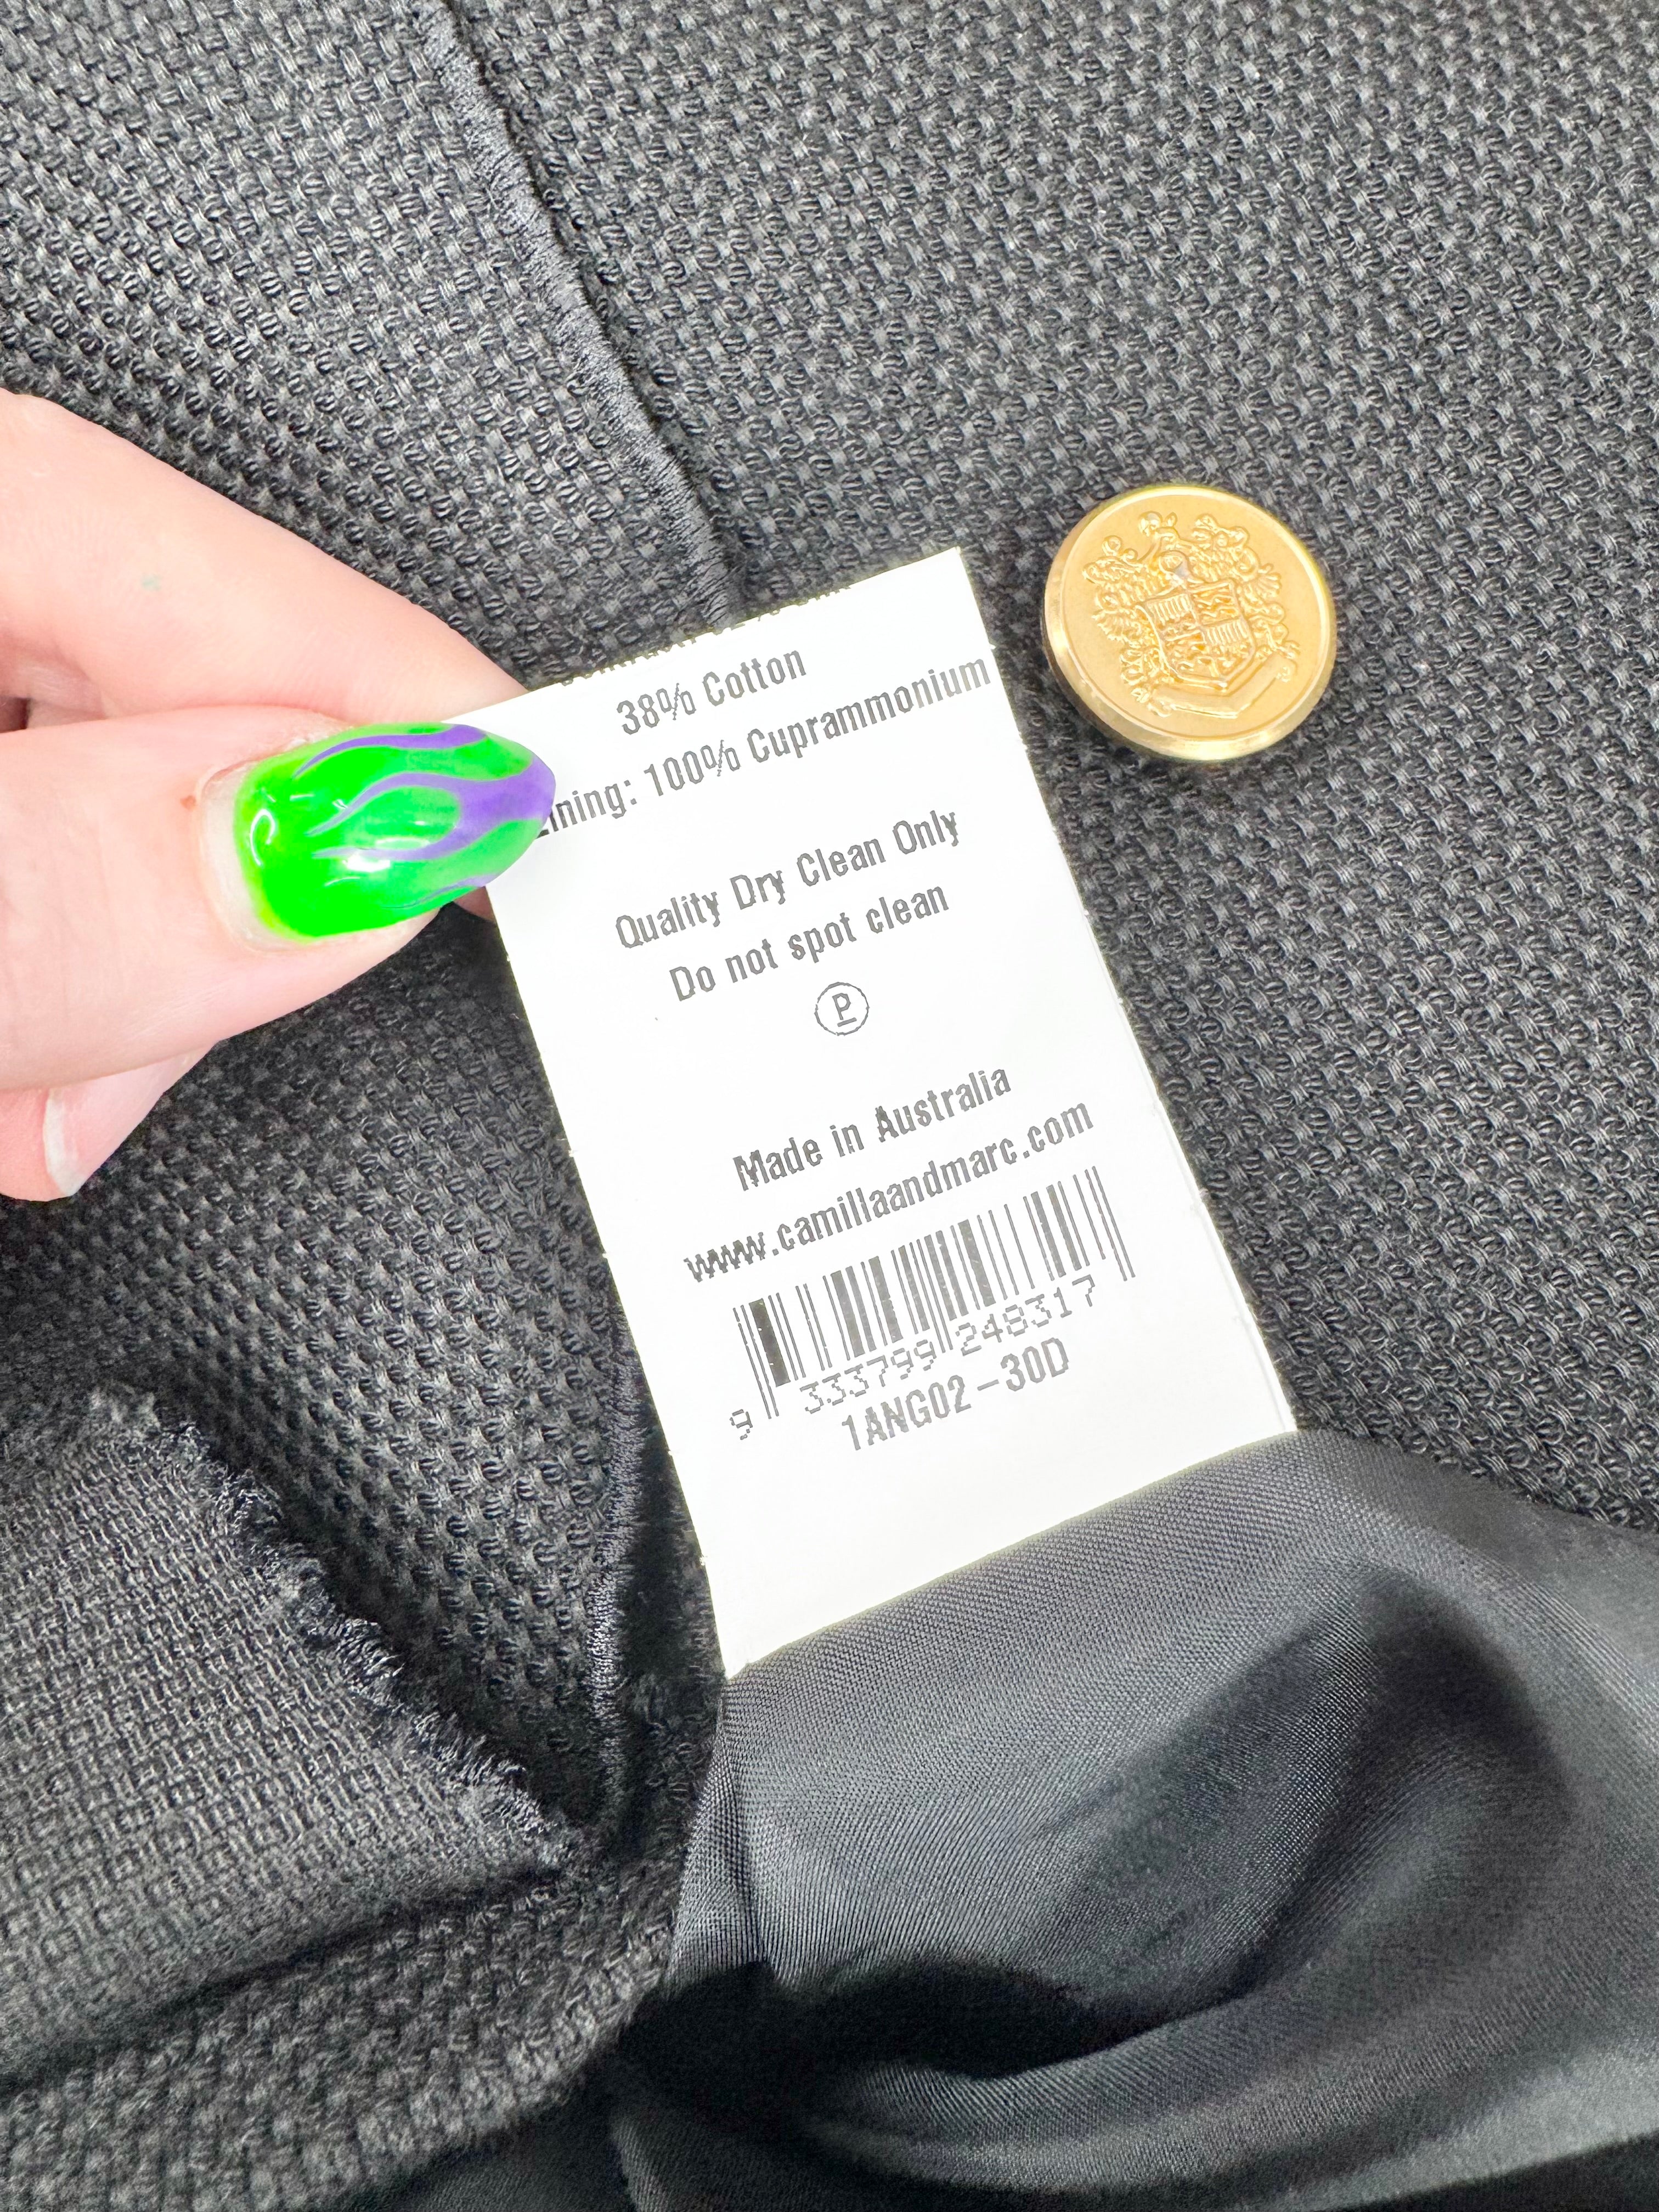 38% Cotton
ining: 100% Cuprammonium
Quality Dry Clean Only
Do not spot clean
P
Made in Australia
www.camillaandmarc.com
9 333799 248317
1ANG02-30D